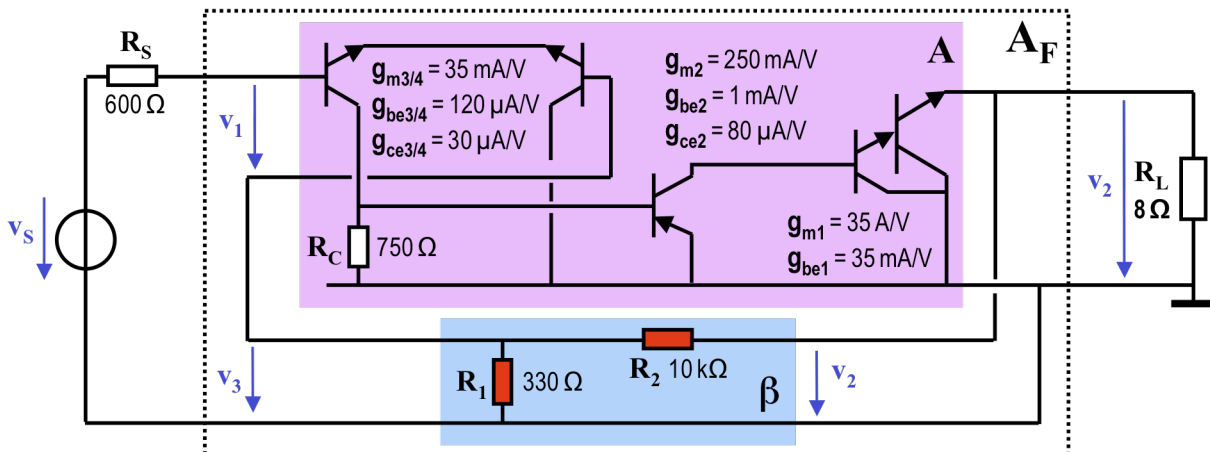 R_S
600 Ω
v_1
v_S
g_m3/4 = 35 mA/V
g_be3/4 = 120 µA/V
g_ce3/4 = 30 µA/V
g_m2 = 250 mA/V
g_be2 = 1 mA/V
g_ce2 = 80 µA/V
A
A_F
R_C
750 Ω
g_m1 = 35 A/V
g_be1 = 35 mA/V
v_2
R_L
8 Ω
v_3
R_1
330 Ω
R_2
10 kΩ
β
v_2